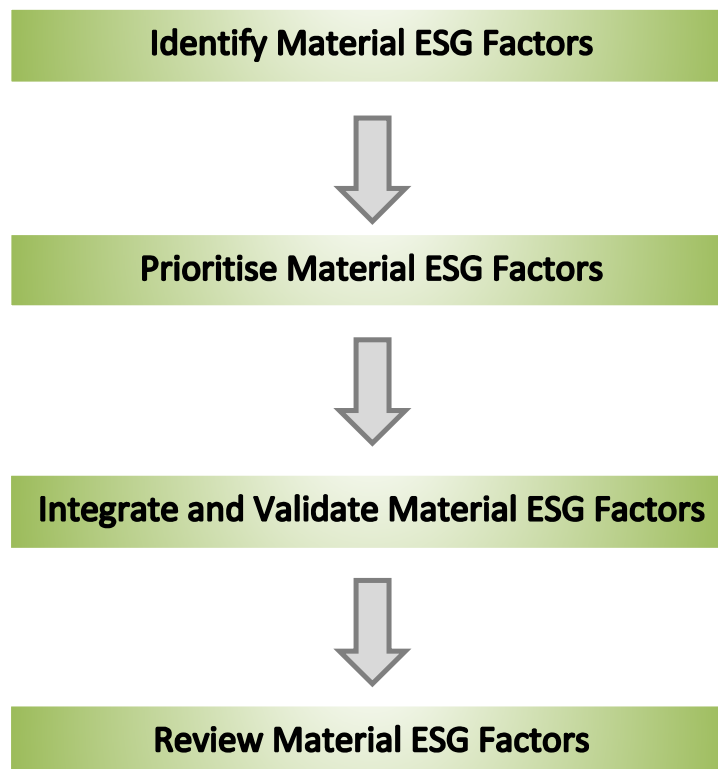 Identify Material ESG Factors
Prioritise Material ESG Factors
Integrate and Validate Material ESG Factors
Review Material ESG Factors